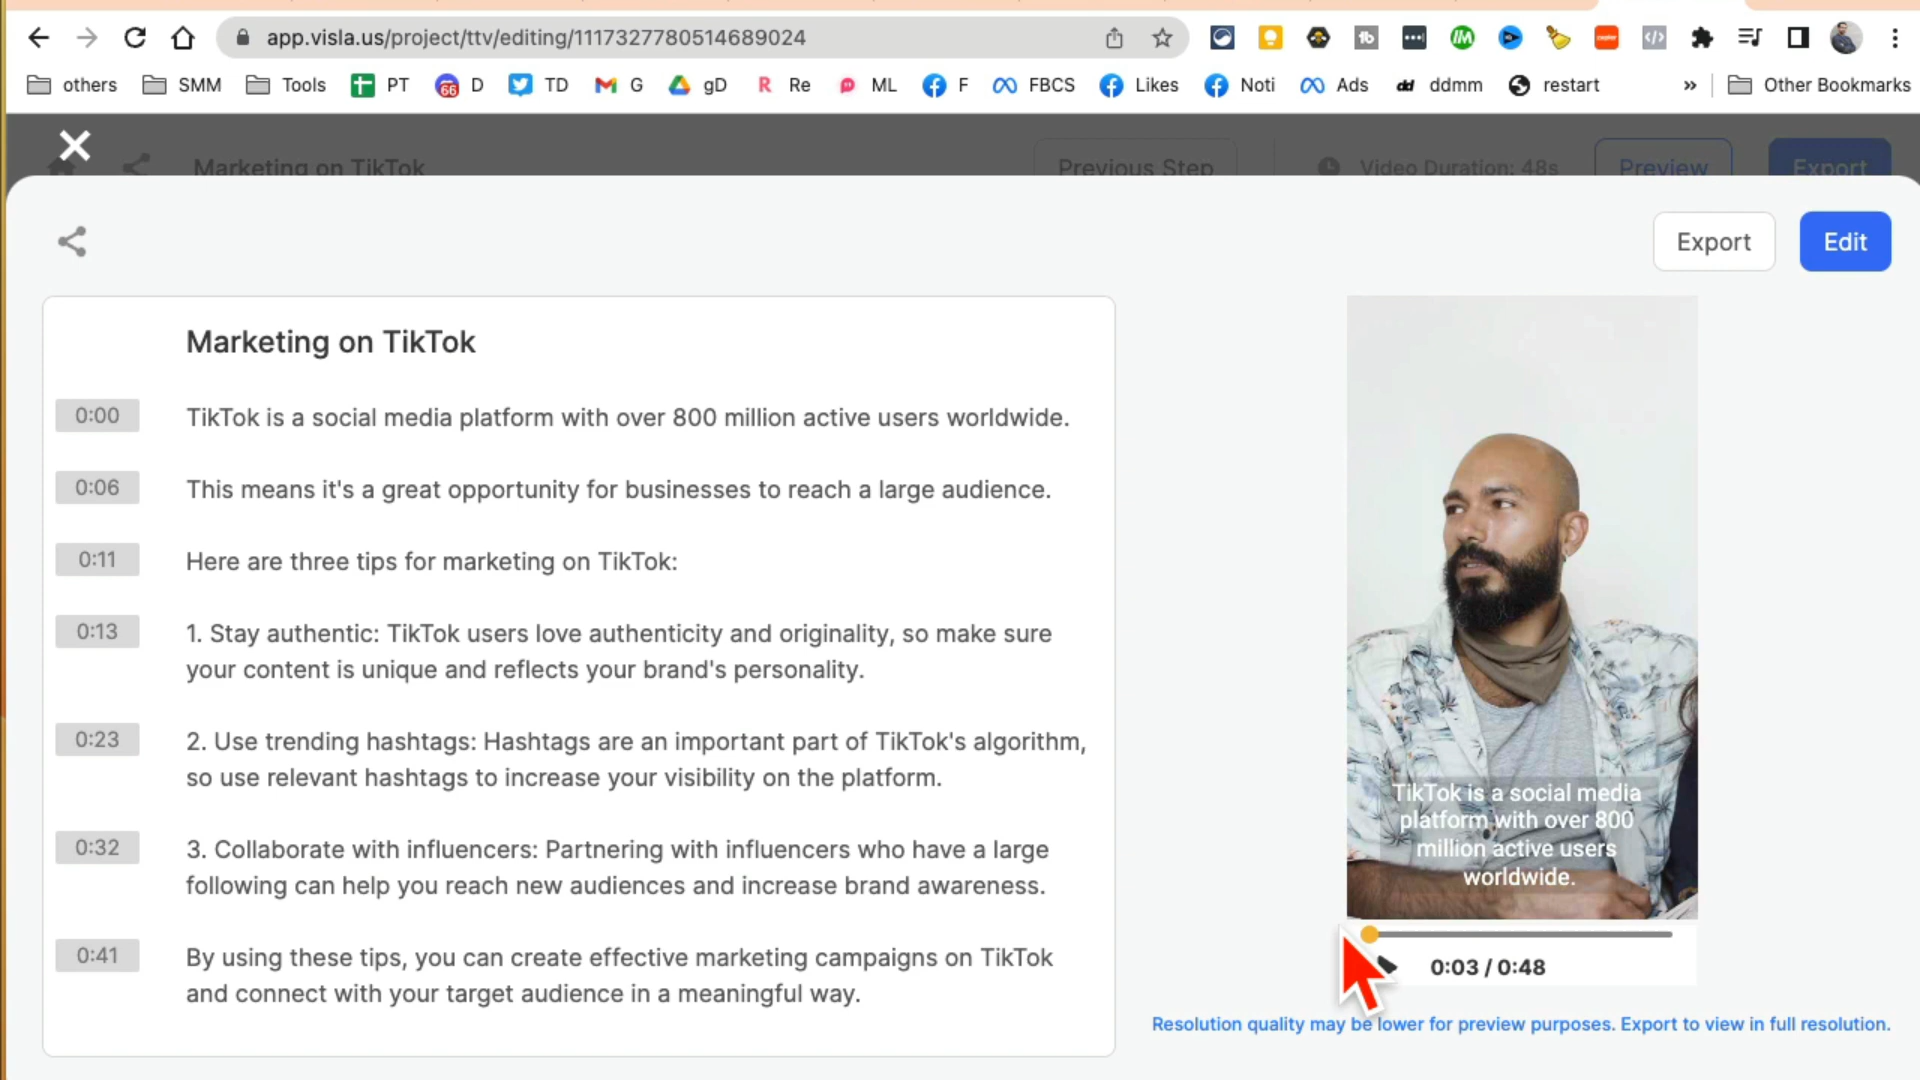 app.visla.us/project/ttv/editing/1117327780514689024
others SMM Tools PT 66 D TD G gD R Re ML F FBCS Likes Noti Ads dd ddmm restart » Other Bookmarks
Marketing on TikTok Previous Step Video Duration: 48s Preview Export
Export Edit
Marketing on TikTok
0:00 TikTok is a social media platform with over 800 million active users worldwide.
0:06 This means it's a great opportunity for businesses to reach a large audience.
0:11 Here are three tips for marketing on TikTok:
0:13 1. Stay authentic: TikTok users love authenticity and originality, so make sure
your content is unique and reflects your brand's personality.
0:23 2. Use trending hashtags: Hashtags are an important part of TikTok's algorithm,
so use relevant hashtags to increase your visibility on the platform.
0:32 3. Collaborate with influencers: Partnering with influencers who have a large
following can help you reach new audiences and increase brand awareness.
0:41 By using these tips, you can create effective marketing campaigns on TikTok
and connect with your target audience in a meaningful way.
TikTok is a social media
platform with over 800
million active users
worldwide.
0:03 / 0:48
Resolution quality may be lower for preview purposes. Export to view in full resolution.